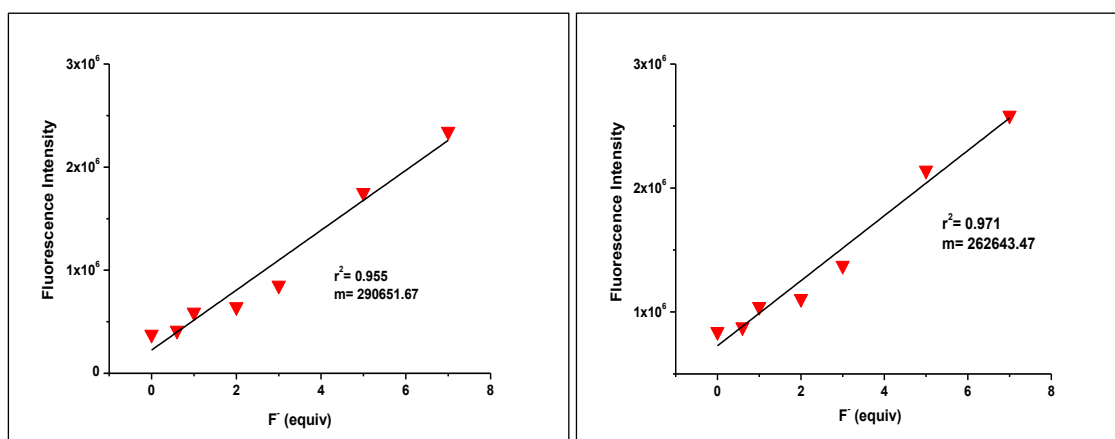 3x10⁶
2x10⁶
1x10⁶
0
Fluorescence Intensity
r²= 0.955
m= 290651.67
0 2 4 6 8
F⁻ (equiv)
3x10⁶
2x10⁶
1x10⁶
Fluorescence Intensity
r²= 0.971
m= 262643.47
0 2 4 6 8
F⁻ (equiv)